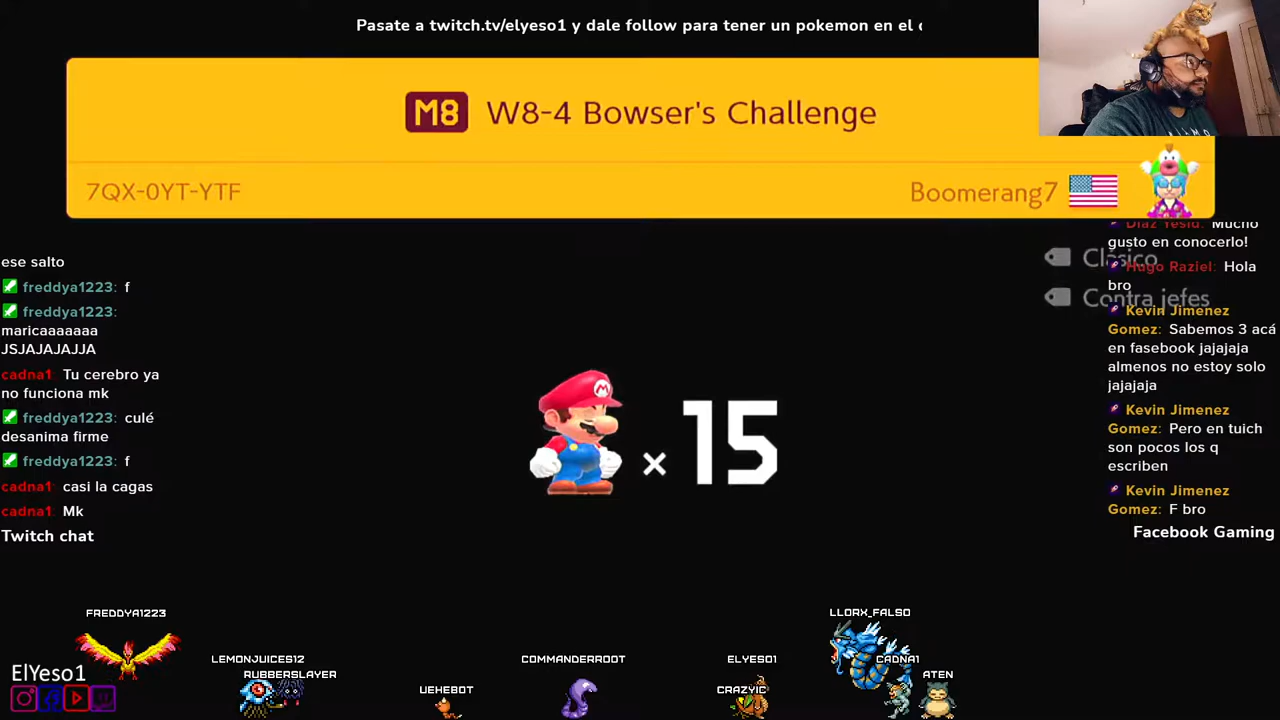 Pasate a twitch.tv/elyeso1 y dale follow para tener un pokemon en el
M8 W8-4 Bowser's Challenge
7QX-0YT-YTF
Boomerang7
Clásico
Contra jefes
ese salto
freddya1223: f
freddya1223:
maricaaaaaaa
JSJAJAJAJJA
cadna1 Tu cerebro ya
no funciona mk
freddya1223: culé
desanima firme
freddya1223: f
cadna1 casi la cagas
cadna1 Mk
Twitch chat
Diaz Yesid: Mucho
gusto en conocerlo!
Hugo Raziel: Hola
bro
Kevin Jimenez
Gomez: Sabemos 3 acá
en fasebook jajajaja
almenos no estoy solo
jajajaja
Kevin Jimenez
Gomez: Pero en tuich
son pocos los q
escriben
Kevin Jimenez
Gomez: F bro
Facebook Gaming
× 15
FREDDYA1223
LEMONJUICES12
RUBBERSLAYER
UEHEBOT
COMMANDERROOT
ELYESO1
CRAZYIC
LLORX_FALSO
CADNA1
ATEN
ElYeso1